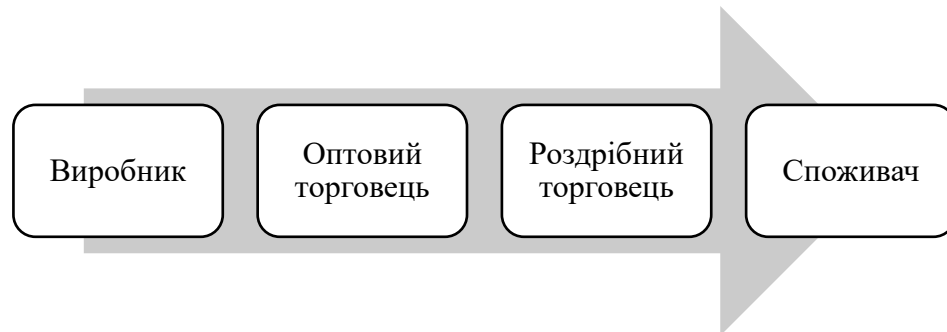 Виробник
Оптовий
торговець
Роздрібний
торговець
Споживач